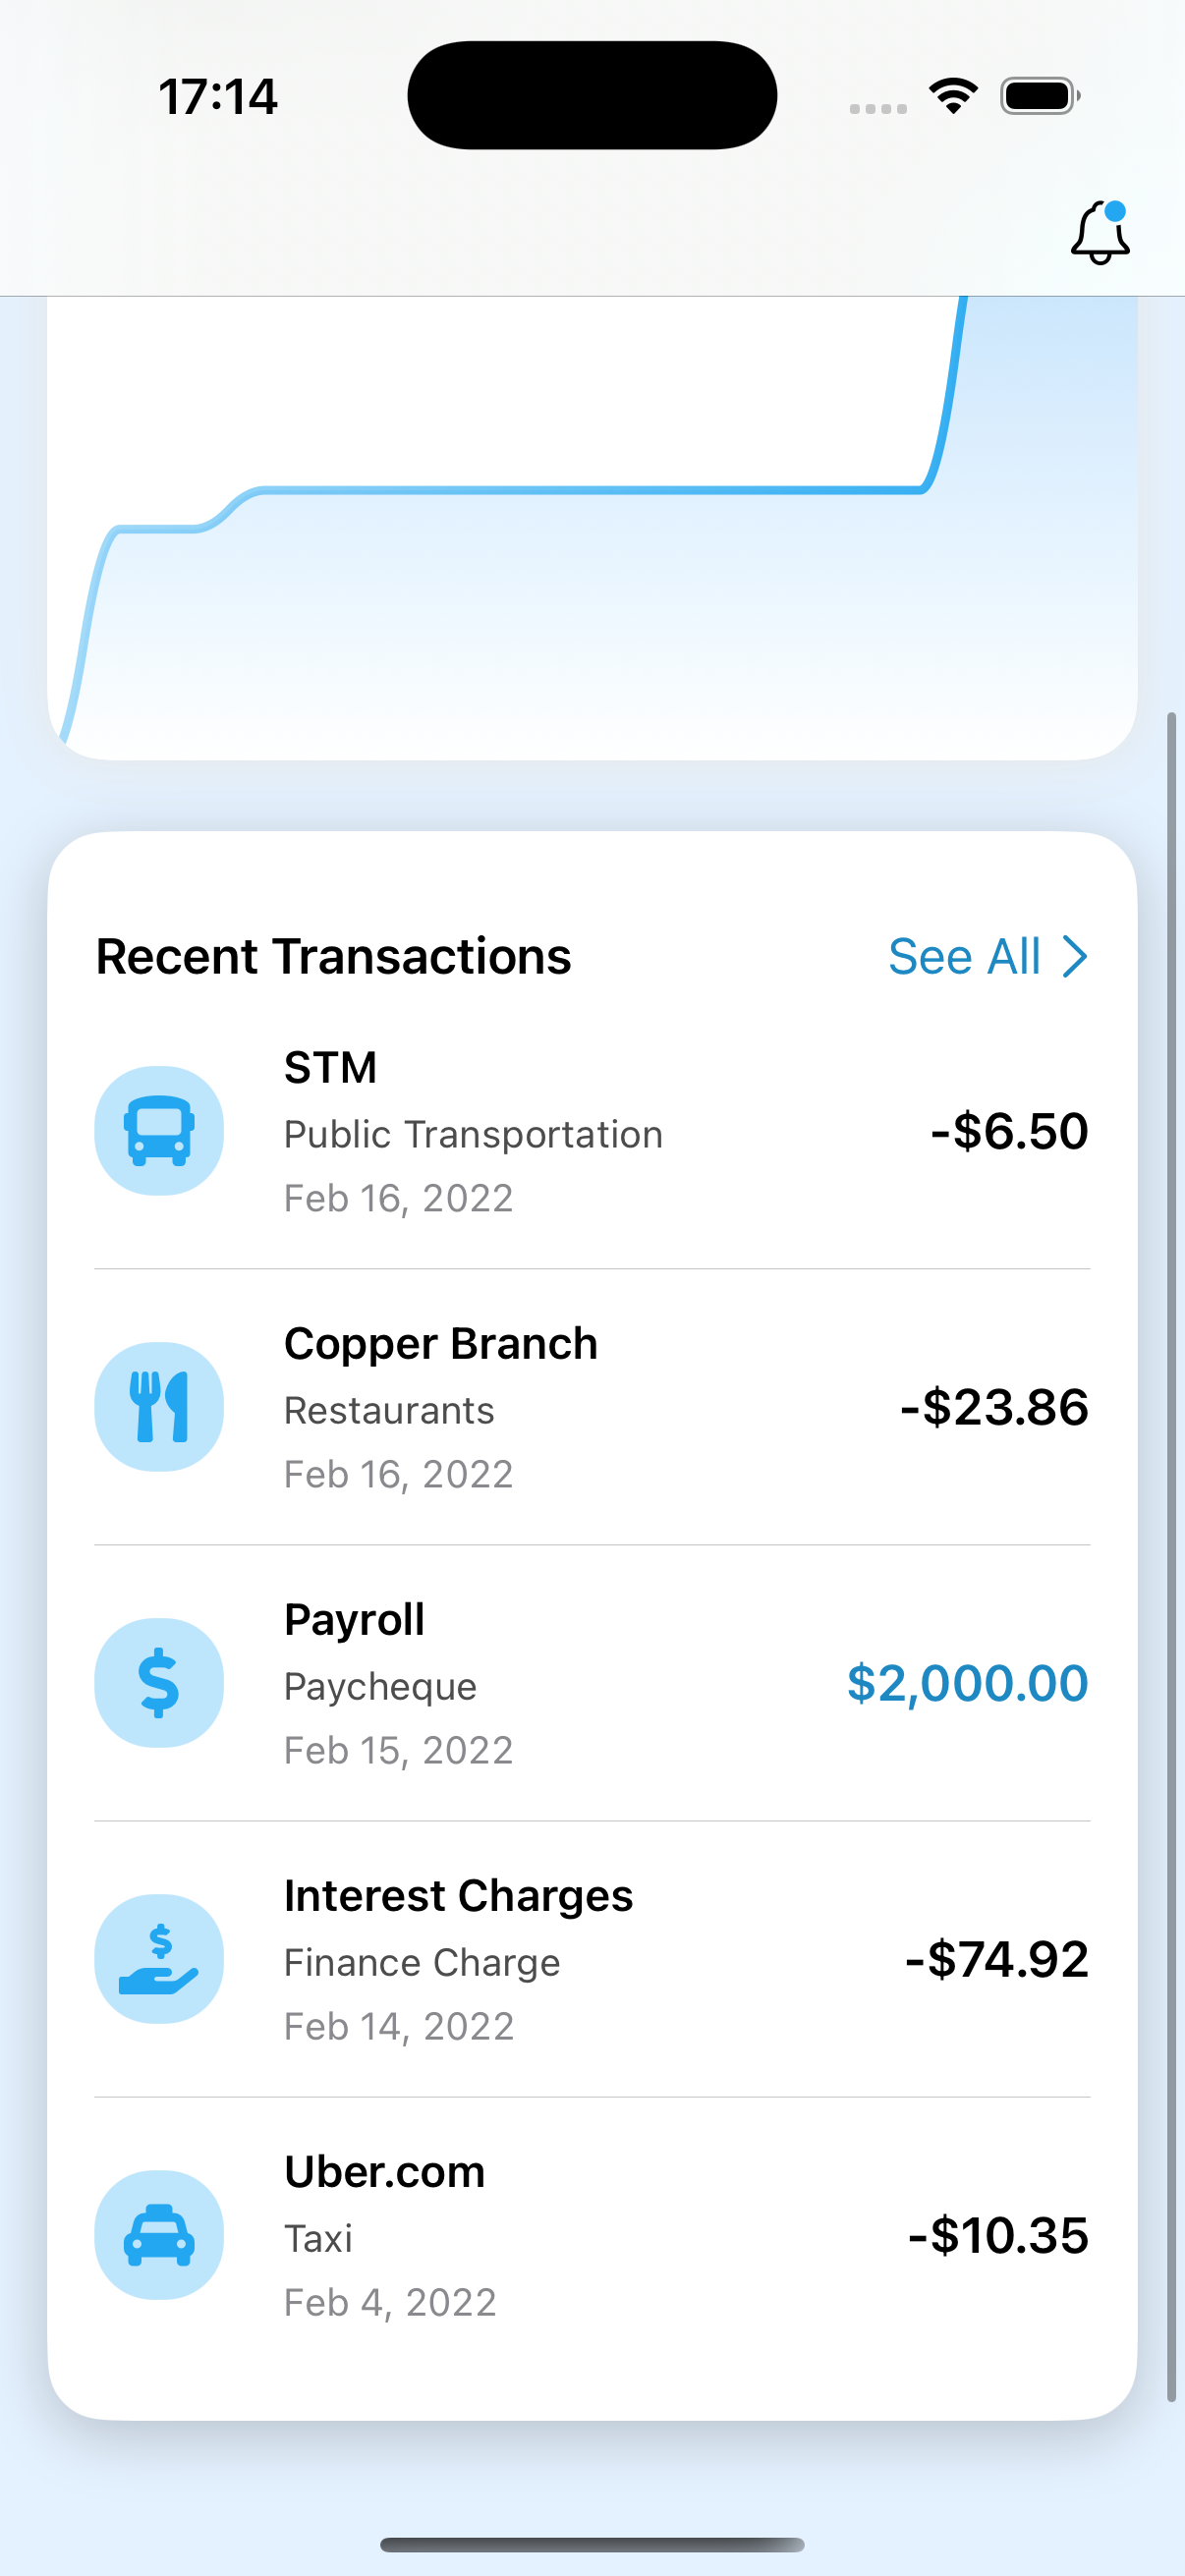 17:14
Recent Transactions
See All
STM
Public Transportation
-$6.50
Feb 16, 2022
Copper Branch
Restaurants
-$23.86
Feb 16, 2022
Payroll
Paycheque
$2,000.00
Feb 15, 2022
Interest Charges
Finance Charge
-$74.92
Feb 14, 2022
Uber.com
Taxi
-$10.35
Feb 4, 2022